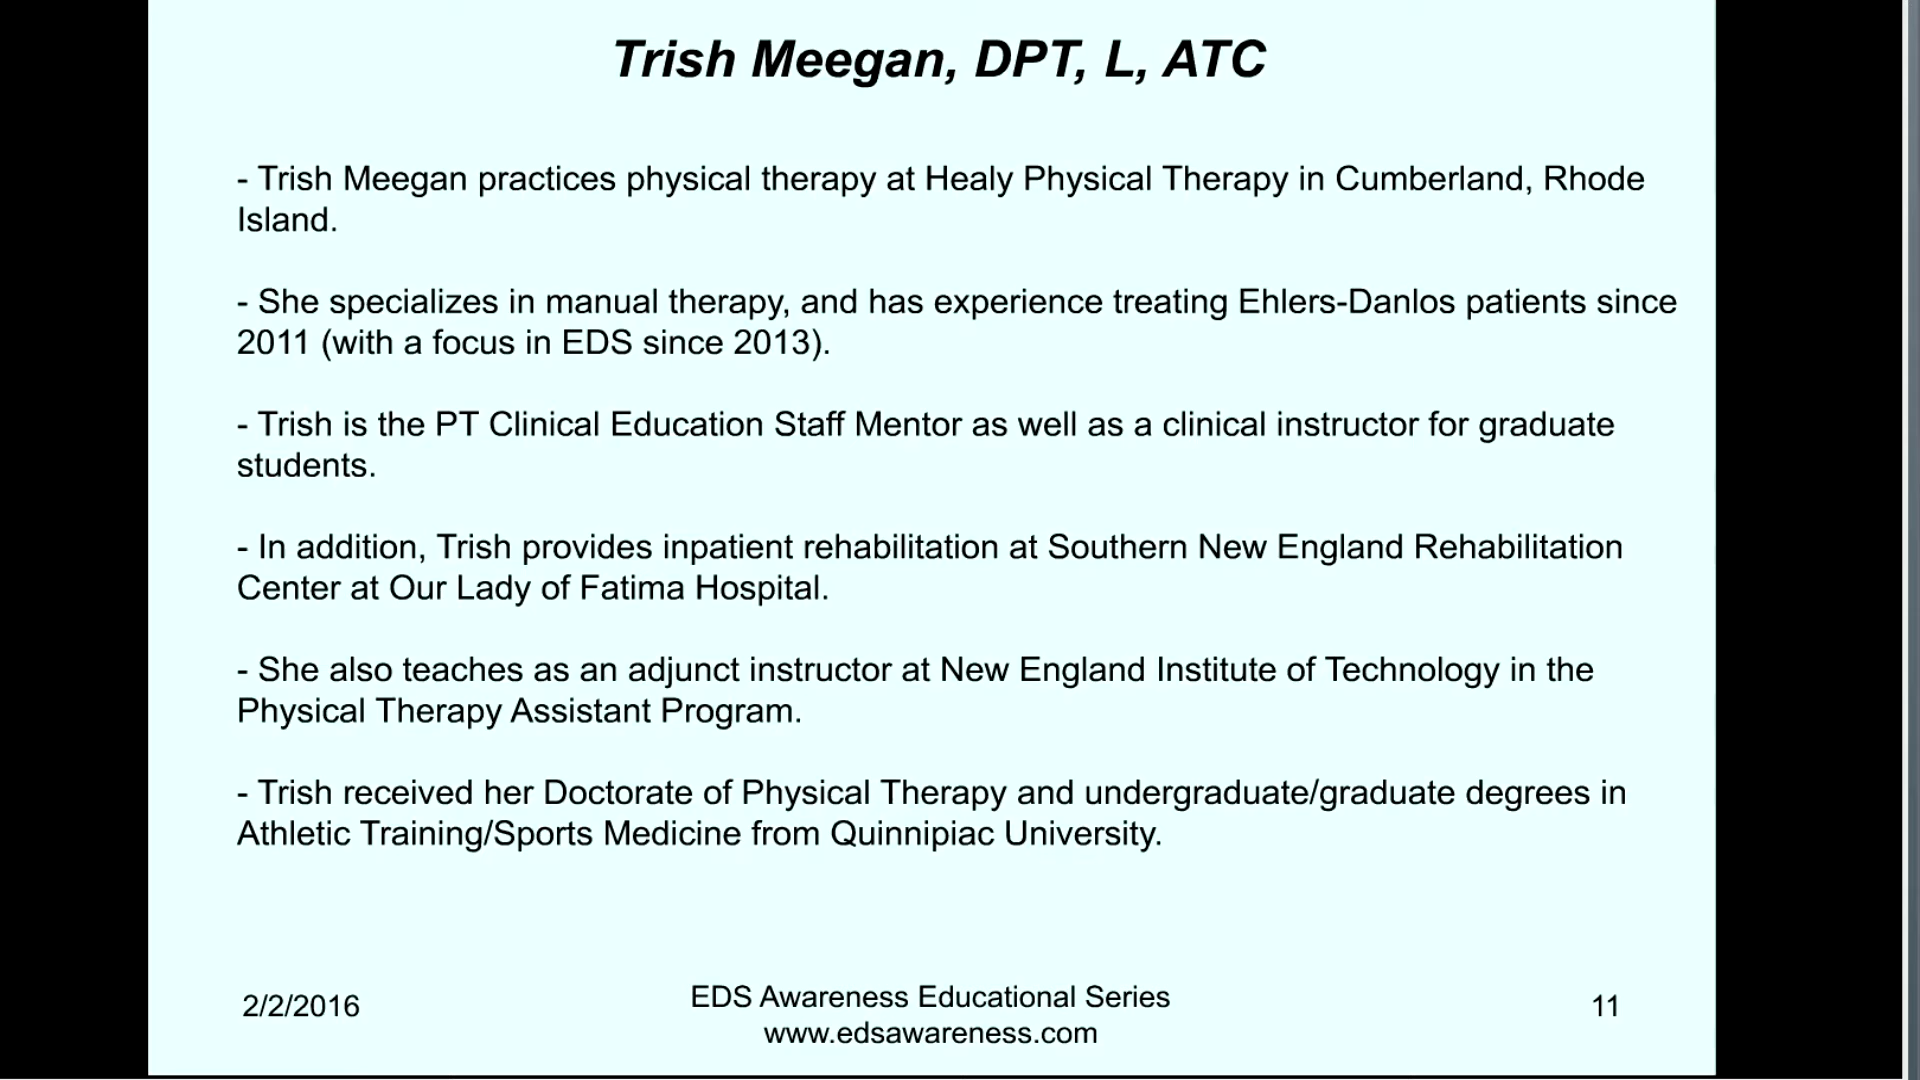 Trish Meegan, DPT, L, ATC
- Trish Meegan practices physical therapy at Healy Physical Therapy in Cumberland, Rhode
Island.
- She specializes in manual therapy, and has experience treating Ehlers-Danlos patients since
2011 (with a focus in EDS since 2013).
- Trish is the PT Clinical Education Staff Mentor as well as a clinical instructor for graduate
students.
- In addition, Trish provides inpatient rehabilitation at Southern New England Rehabilitation
Center at Our Lady of Fatima Hospital.
- She also teaches as an adjunct instructor at New England Institute of Technology in the
Physical Therapy Assistant Program.
- Trish received her Doctorate of Physical Therapy and undergraduate/graduate degrees in
Athletic Training/Sports Medicine from Quinnipiac University.
2/2/2016
EDS Awareness Educational Series
www.edsawareness.com
11